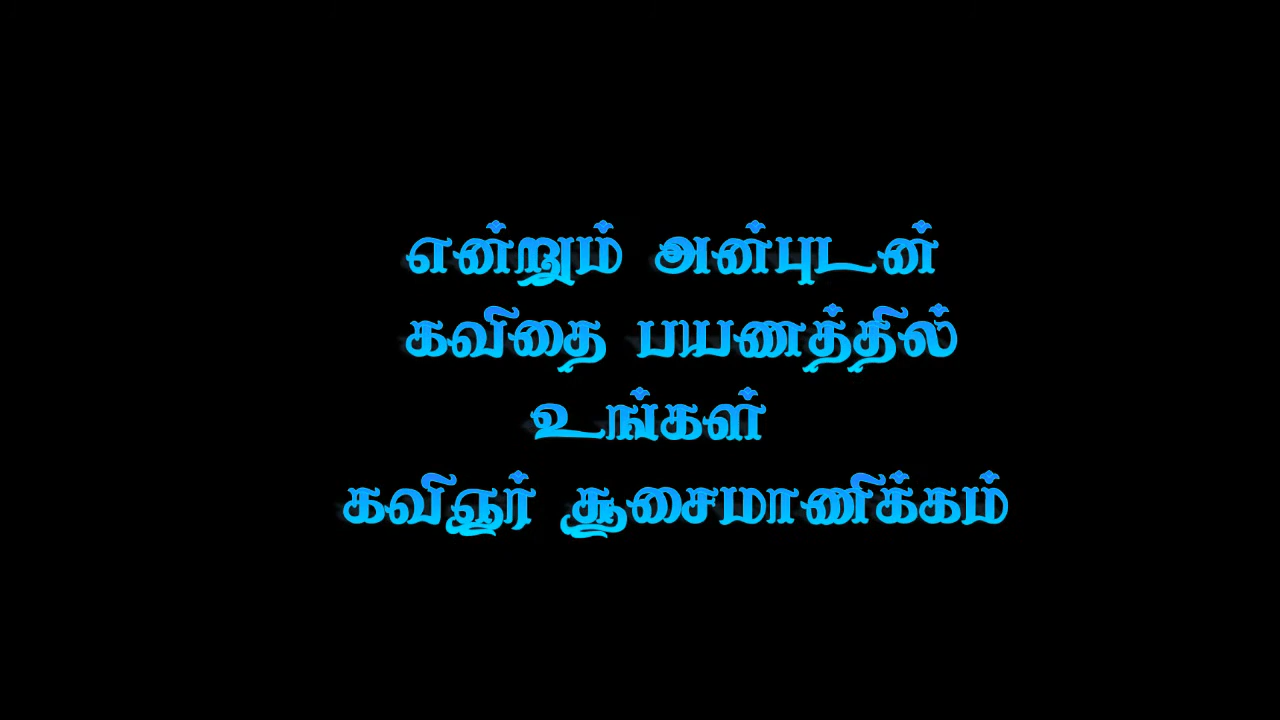 என்றும் அன்புடன்
கவிதை பயணத்தில்
உங்கள்
கவிஞர் சூசைமாணிக்கம்